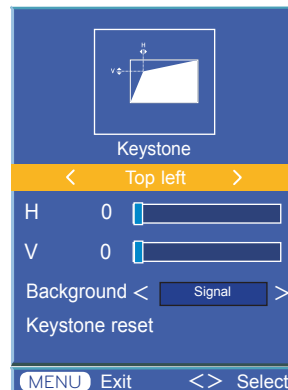 H
V
Keystone
< Top left >
H 0
V 0
Background < Signal >
Keystone reset
MENU Exit <> Select